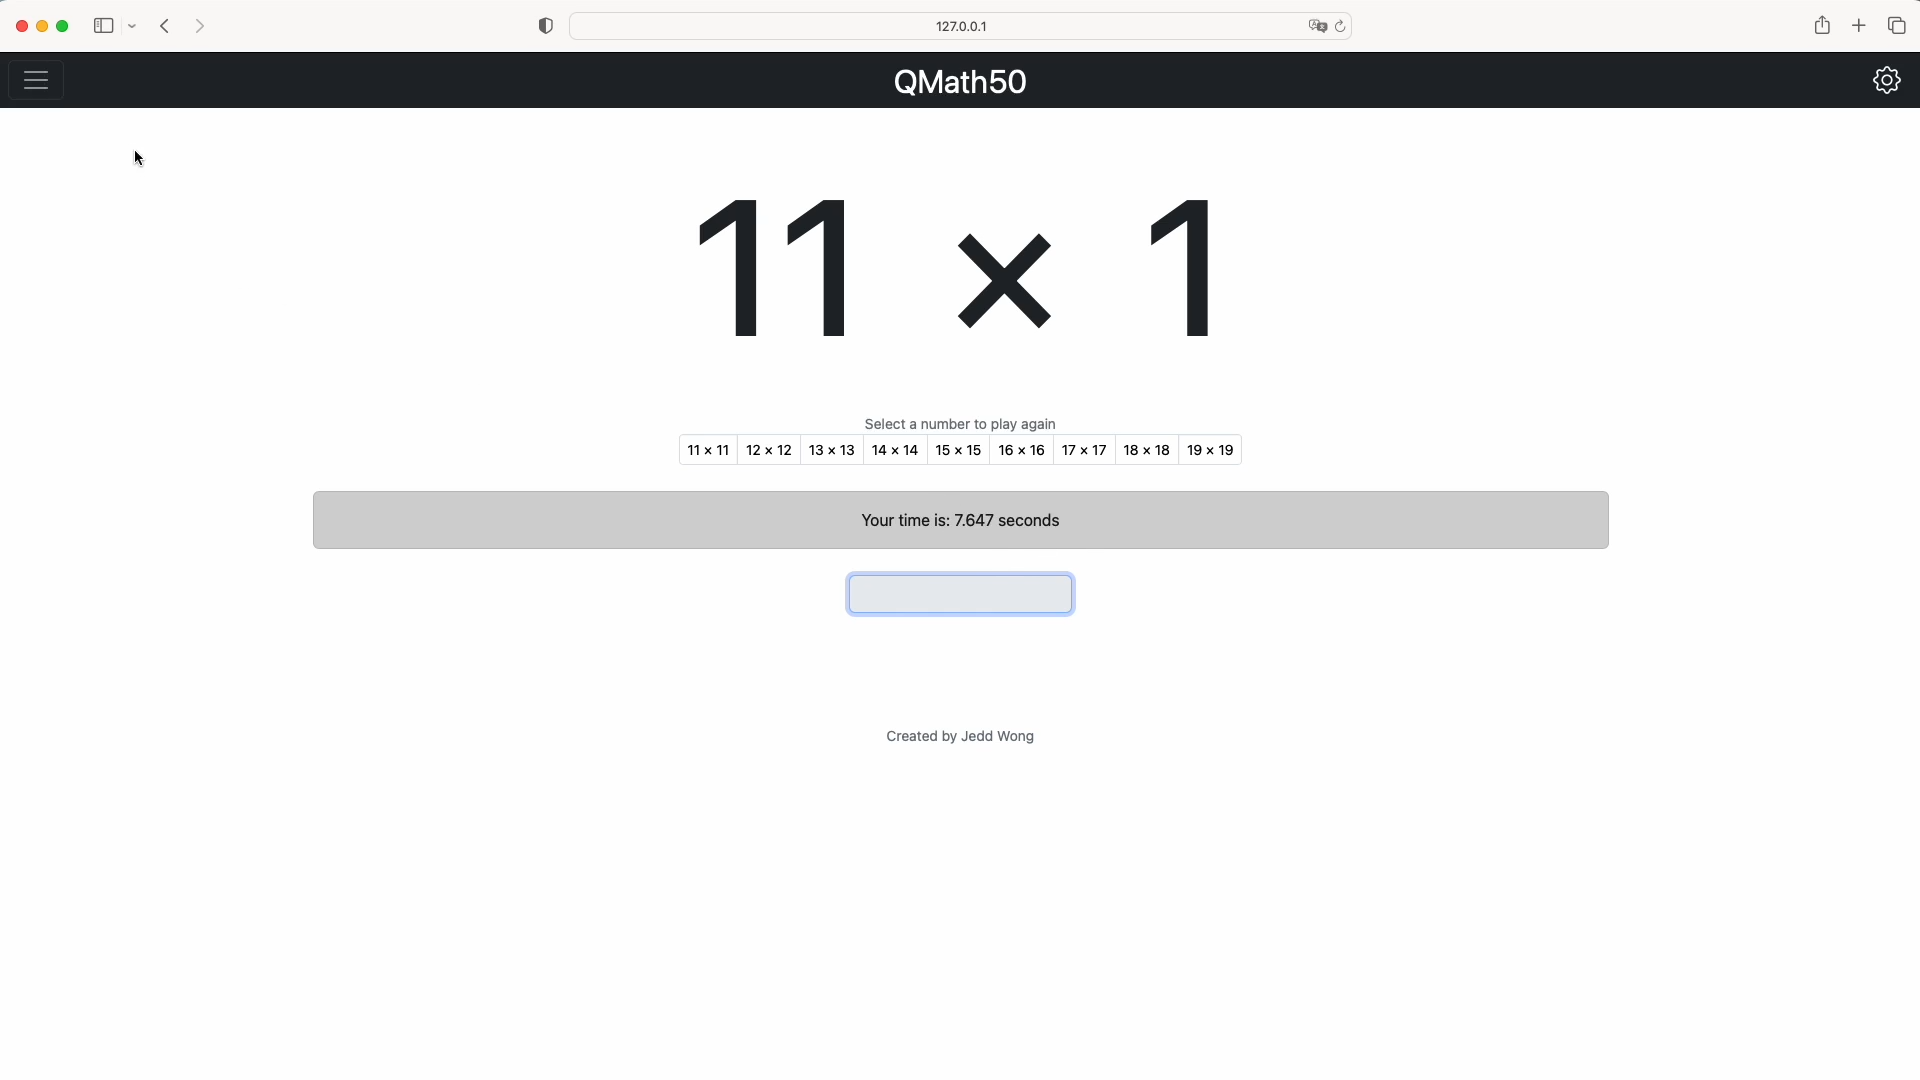 127.0.0.1
QMath50
11 × 1
Select a number to play again
11 × 11 12 × 12 13 × 13 14 × 14 15 × 15 16 × 16 17 × 17 18 × 18 19 × 19
Your time is: 7.647 seconds
Created by Jedd Wong